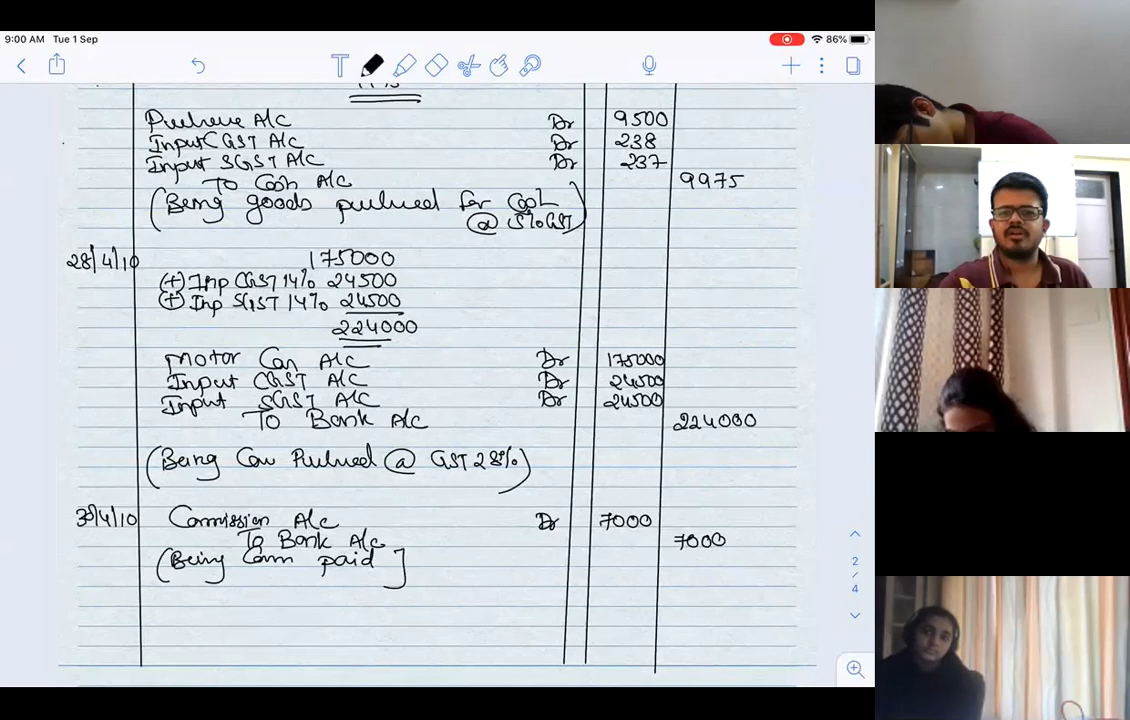 9:00 AM Tue 1 Sep
86%
Purchase A/C Dr 9500
Input CGST A/C Dr 238
Input SGST A/C Dr 237
To Cash A/C 9975
(Being goods purchased for Cash
@ 5% GST)
28/4/10 175000
(+) Inp CGST 14% 24500
(+) Inp SGST 14% 24500
224000
Motor Car A/C Dr 175000
Input CGST A/C Dr 24500
Input SGST A/C Dr 24500
To Bank A/C 224000
(Being Car Purchased @ GST 28%)
30/4/10 Commission A/C Dr 7000
To Bank A/C 7000
(Being Comm paid]
2
/
4